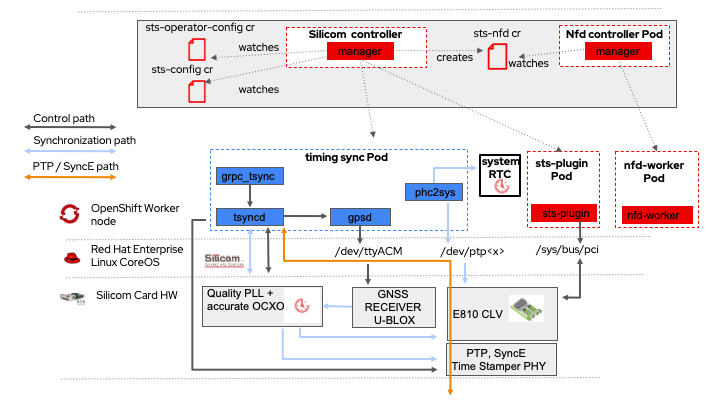 sts-operator-config cr
Silicom controller
sts-nfd cr
Nfd controller Pod
manager
manager
watches
creates
watches
sts-config cr
watches
Control path
Synchronization path
PTP / SyncE path
timing sync Pod
system
RTC
sts-plugin
Pod
nfd-worker
Pod
grpc_tsync
phc2sys
tsyncd
gpsd
sts-plugin
nfd-worker
OpenShift Worker
node
Red Hat Enterprise
Linux CoreOS
Silicom
/dev/ttyACM
/dev/ptp<x>
/sys/bus/pci
Silicom Card HW
Quality PLL +
accurate OCXO
GNSS
RECEIVER
U-BLOX
E810 CLV
PTP, SyncE
Time Stamper PHY